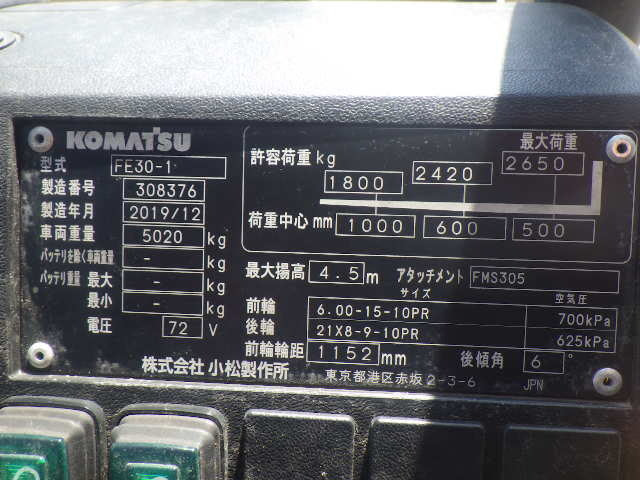 KOMATSU
型式 FE30-1
製造番号 308376
製造年月 2019/12
車両重量 5020 kg
バッテリを除く車両重量 - kg
バッテリ重量 最大 - kg
最小 - kg
電圧 72 V
株式会社 小松製作所
最大荷重
許容荷重 kg 1800 2420 2650
荷重中心 mm 1000 600 500
最大揚高 4.5 m アタッチメント FMS305
サイズ 空気圧
前輪 6.00-15-10PR 700kPa
後輪 21X8-9-10PR 625kPa
前輪輪距 1152 mm 後傾角 6 °
東京都港区赤坂2-3-6 JPN